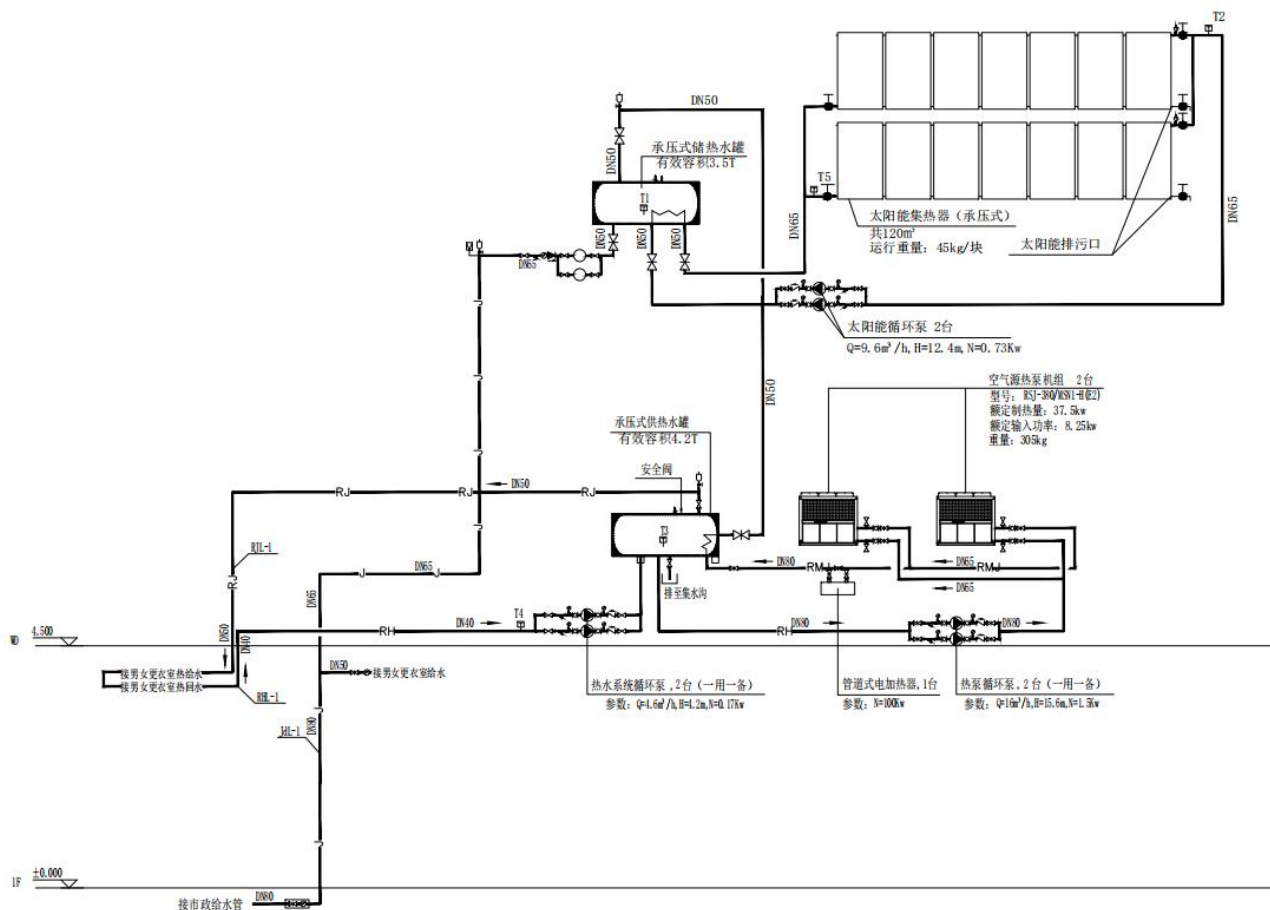 T2
DN50
承压式储热水罐
有效容积3.5T
DN50
T1
T5
DN65
太阳能集热器（承压式）
共120㎡
运行重量：45kg/块
太阳能排污口
DN65
DN50
DN50
DN50
DN65
太阳能循环泵 2台
Q=9.6m³/h,H=12.4m,N=0.73Kw
J
DN50
空气源热泵机组 2台
型号：RSJ-380/MSN1-H(E2)
额定制热量：37.5kw
额定输入功率：8.25kw
重量：305kg
承压式供热水罐
有效容积4.2T
安全阀
DN50
RJ
RJ
RJ
J
T3
RJL-1
J
DN65
J
DN80
RMJ
DN65
RMJ
RJ
DN65
排至集水沟
DN65
T4
WD
4.500
DN50
DN40
RH
DN40
RH
DN80
DN80
接男女更衣室热给水
接男女更衣室热回水
RHL-1
DN50
接男女更衣室给水
热水系统循环泵,2台（一用一备）
参数：Q=4.6m³/h,H=4.2m,N=0.17Kw
管道式电加热器,1台
参数：N=100Kw
热泵循环泵,2台（一用一备）
参数：Q=16m³/h,H=15.6m,N=1.5Kw
J
DN80
JdL-1
J
1F
±0.000
接市政给水管
DN80